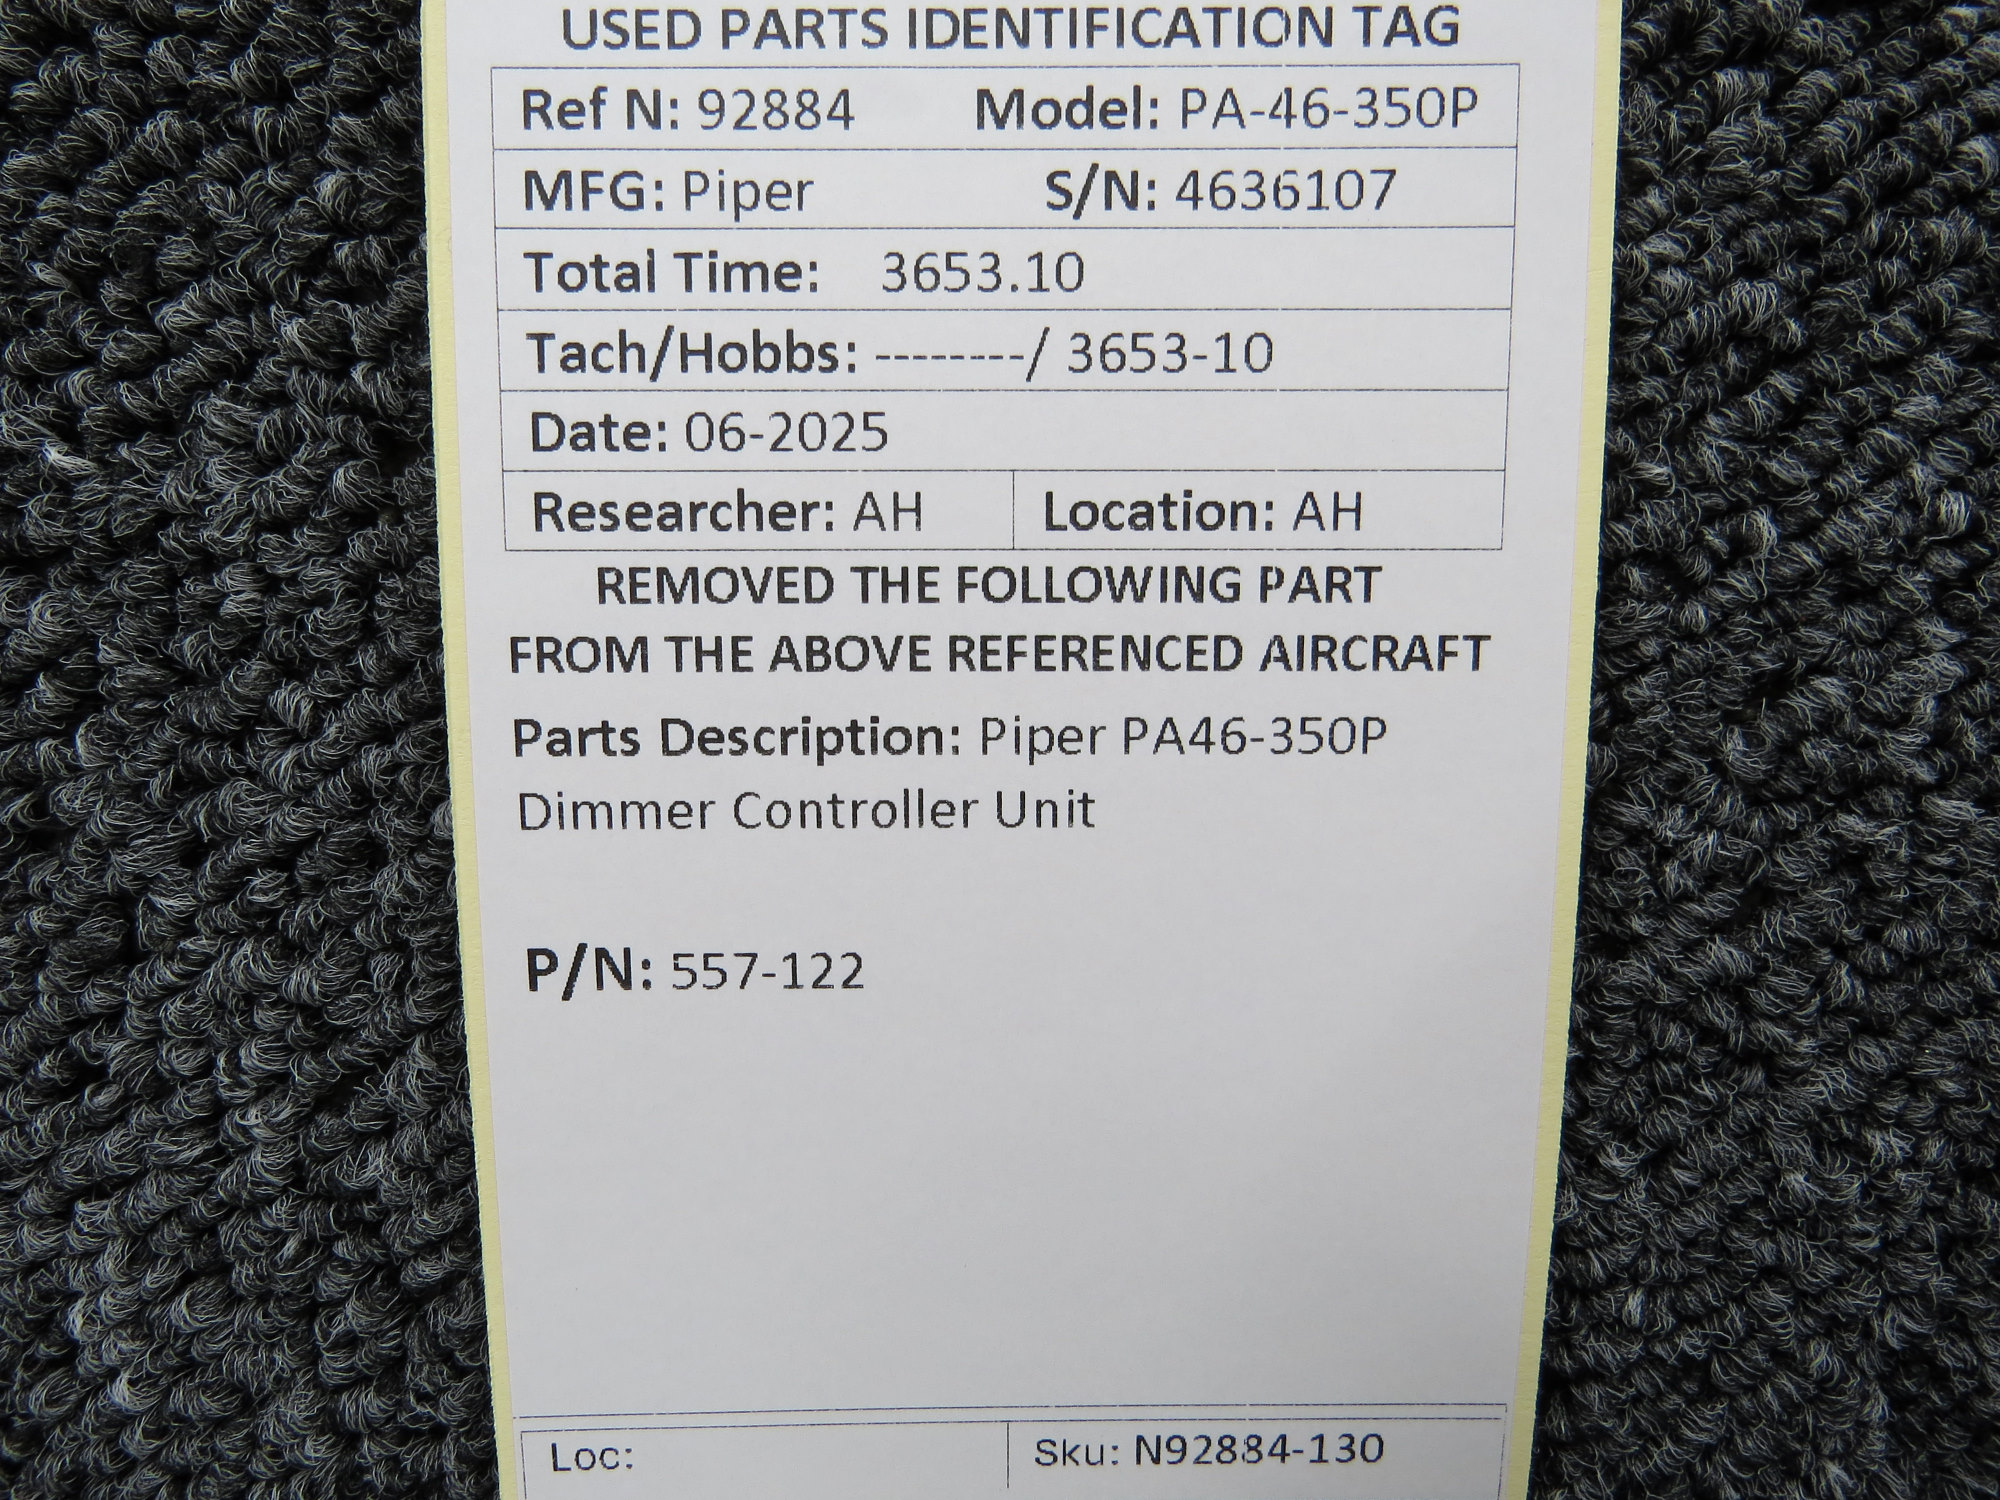 USED PARTS IDENTIFICATION TAG
Ref N: 92884 Model: PA-46-350P
MFG: Piper S/N: 4636107
Total Time: 3653.10
Tach/Hobbs: --------/ 3653-10
Date: 06-2025
Researcher: AH Location: AH
REMOVED THE FOLLOWING PART
FROM THE ABOVE REFERENCED AIRCRAFT
Parts Description: Piper PA46-350P
Dimmer Controller Unit
P/N: 557-122
Loc: Sku: N92884-130